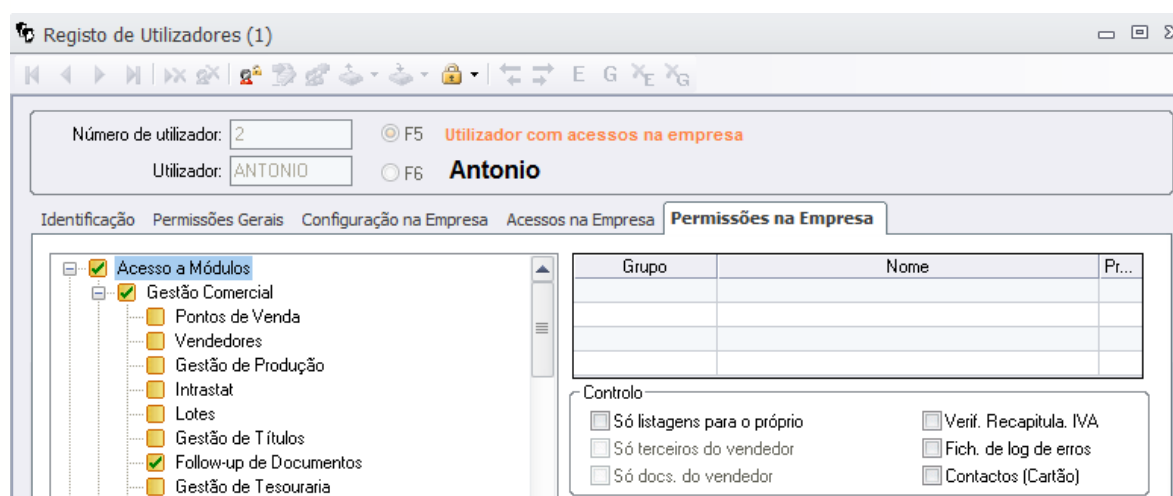 Registo de Utilizadores (1)
E G XE XG
Número de utilizador: 2 F5 Utilizador com acessos na empresa
Utilizador: ANTONIO F6 Antonio
Identificação Permissões Gerais Configuração na Empresa Acessos na Empresa Permissões na Empresa
Acesso a Módulos
Gestão Comercial
Pontos de Venda
Vendedores
Gestão de Produção
Intrastat
Lotes
Gestão de Títulos
Follow-up de Documentos
Gestão de Tesouraria
Grupo Nome Pr...
Controlo
Só listagens para o próprio Verif. Recapitula. IVA
Só terceiros do vendedor Fich. de log de erros
Só docs. do vendedor Contactos (Cartão)